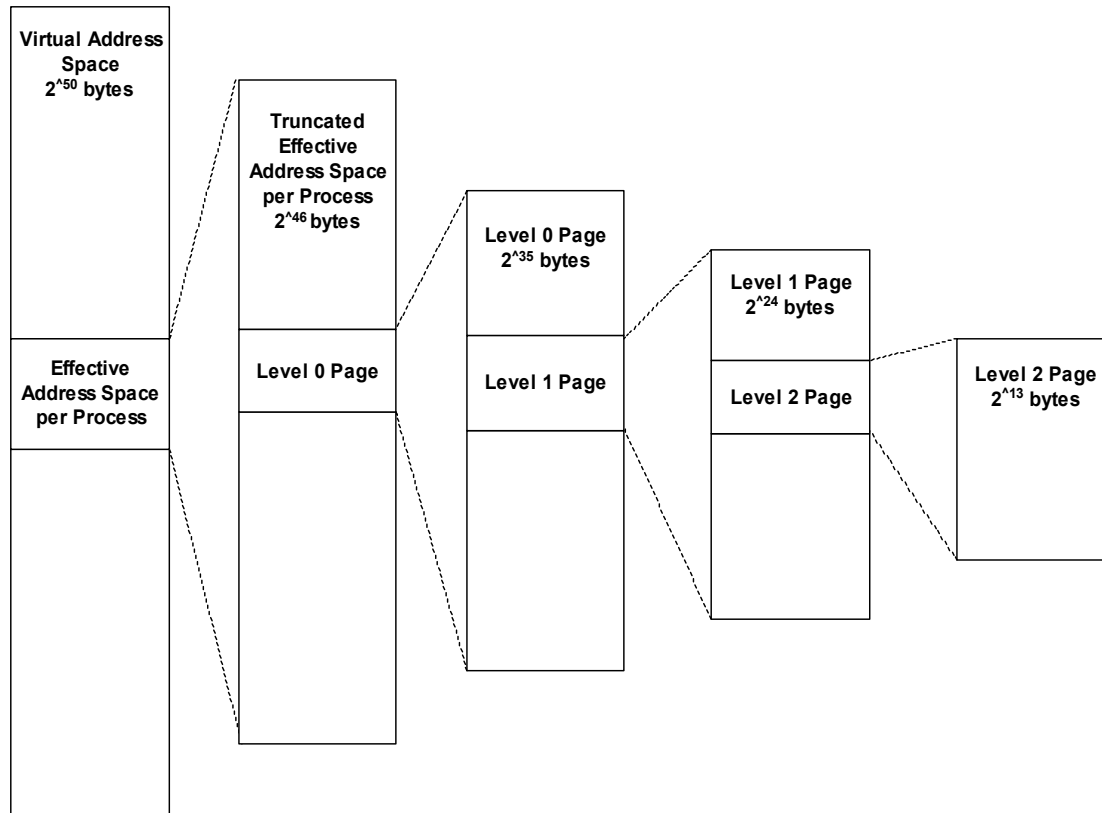 Virtual Address
Space
2^50 bytes
Truncated
Effective
Address Space
per Process
2^46 bytes
Level 0 Page
2^35 bytes
Level 1 Page
2^24 bytes
Effective
Address Space
per Process
Level 0 Page
Level 1 Page
Level 2 Page
Level 2 Page
2^13 bytes